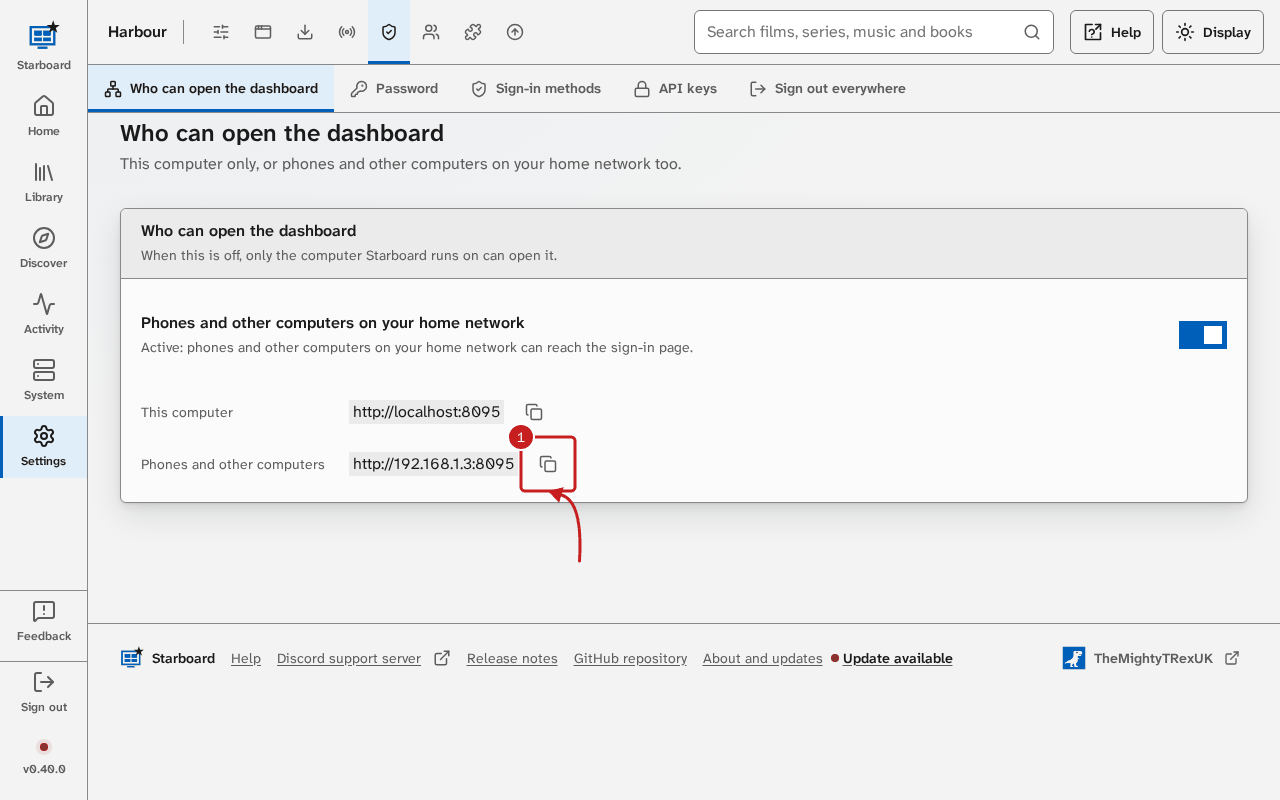 Starboard
Home
Library
Discover
Activity
System
Settings
Feedback
Sign out
v0.40.0
Harbour
Search films, series, music and books
Help
Display
Who can open the dashboard
Password
Sign-in methods
API keys
Sign out everywhere
Who can open the dashboard
This computer only, or phones and other computers on your home network too.
Who can open the dashboard
When this is off, only the computer Starboard runs on can open it.
Phones and other computers on your home network
Active: phones and other computers on your home network can reach the sign-in page.
This computer http://localhost:8095
1
Phones and other computers http://192.168.1.3:8095
Starboard Help Discord support server Release notes GitHub repository About and updates Update available TheMightyTRexUK